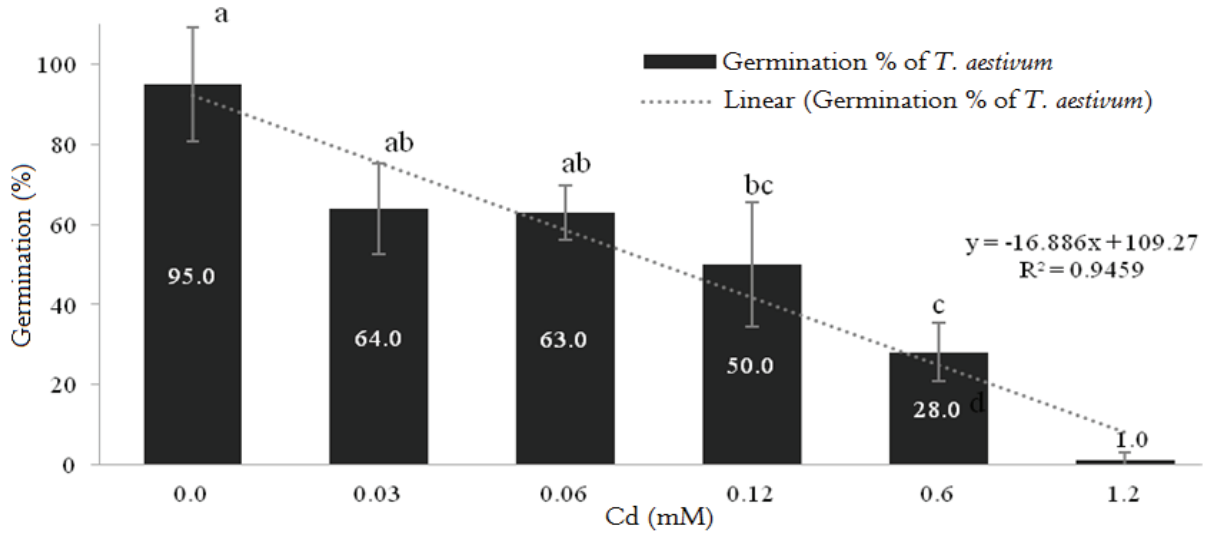 a
100
Germination % of T. aestivum
Linear (Germination % of T. aestivum)
80
ab
ab
bc
60
Germination (%)
y = -16.886x + 109.27
R² = 0.9459
95.0
40
c
64.0
63.0
50.0
20
28.0
d
1.0
0
0.0
0.03
0.06
0.12
0.6
1.2
Cd (mM)